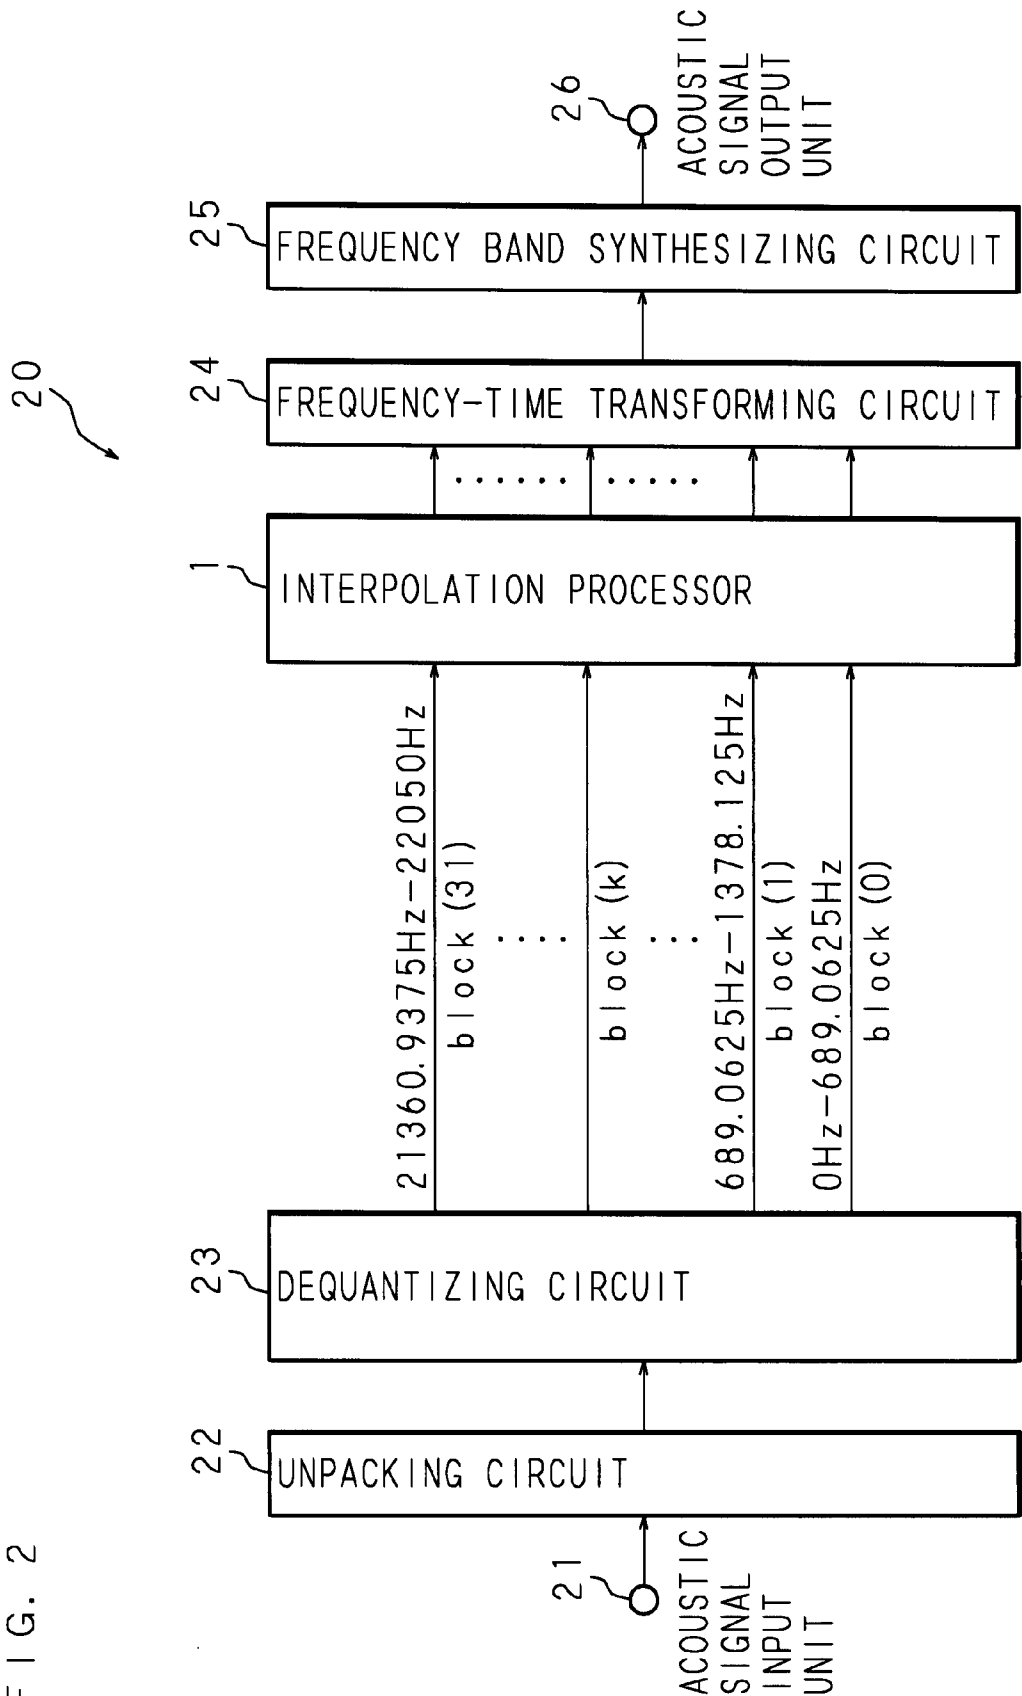 FIG. 2
20
21
ACOUSTIC
SIGNAL
INPUT
UNIT
22
UNPACKING CIRCUIT
23
DEQUANTIZING CIRCUIT
21360.9375Hz-22050Hz
block (31)
block (k)
689.0625Hz-1378.125Hz
block (1)
0Hz-689.0625Hz
block (0)
1
INTERPOLATION PROCESSOR
24
FREQUENCY-TIME TRANSFORMING CIRCUIT
25
FREQUENCY BAND SYNTHESIZING CIRCUIT
26
ACOUSTIC
SIGNAL
OUTPUT
UNIT